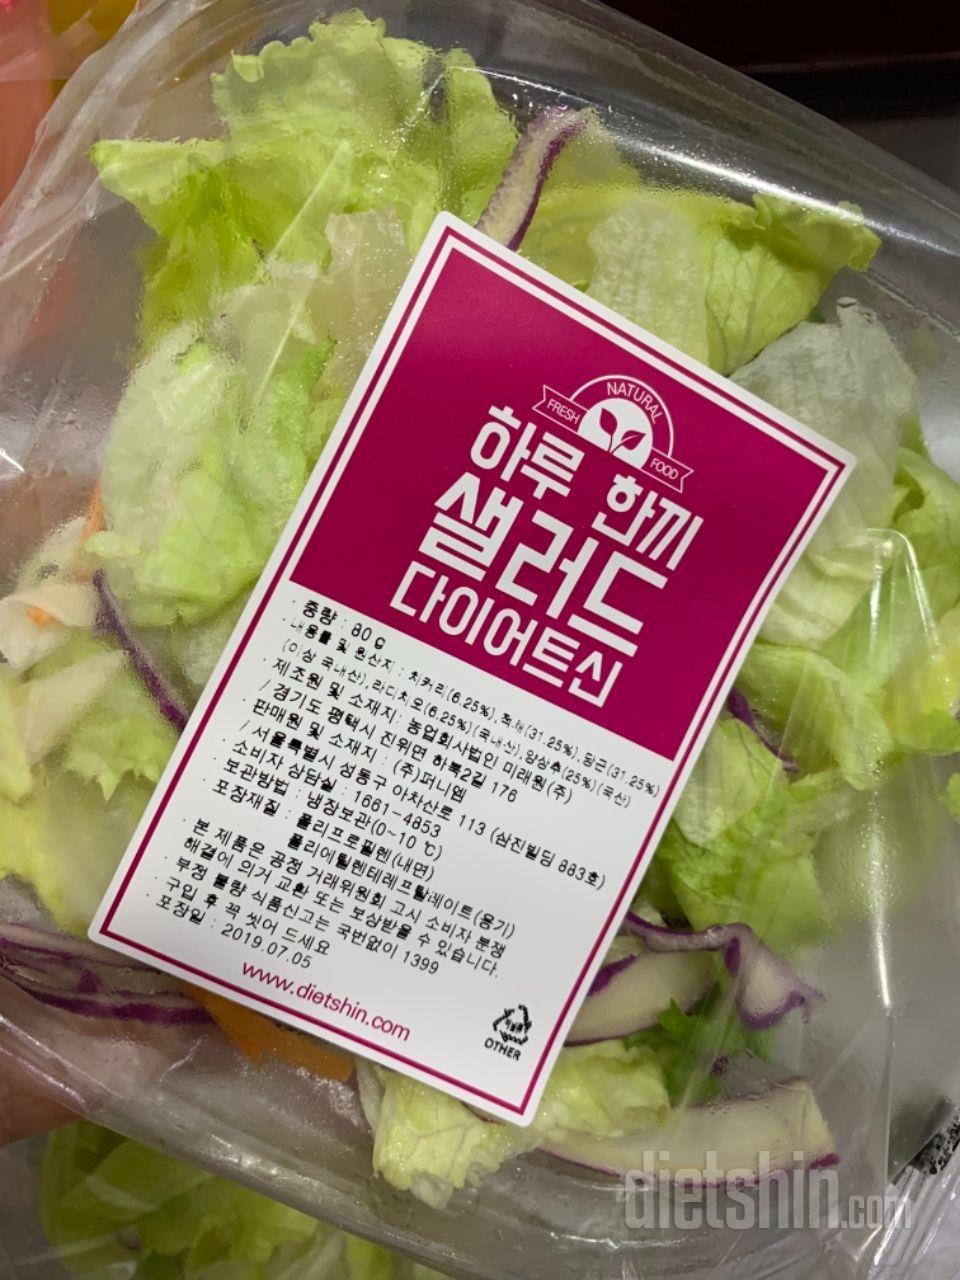 NATURAL
FRESH
FOOD
하루 한끼
샐러드
다이어트신
· 중량 : 80 G
· 내용물 및 원산지 : 치커리(6.25%), 적채(31.25%), 당근(31.25%)
(이상 국내산), 라디치오(6.25%)(국내산), 양상추(25%)(국산)
· 제조원 및 소재지: 농업회사법인 미래원(주)
/ 경기도 평택시 진위면 하북2길 176
· 판매원 및 소재지 : (주)퍼니엠
/ 서울특별시 성동구 아차산로 113 (삼진빌딩 883호)
· 소비자 상담실 : 1661-4853
· 보관방법 : 냉장보관(0~10 ℃)
· 포장재질 : 폴리프로필렌(내면)
폴리에틸렌테레프탈레이트(용기)
· 본 제품은 공정 거래위원회 고시 소비자 분쟁
해결에 의거 교환 또는 보상받을 수 있습니다.
· 부정 불량 식품신고는 국번없이 1399
· 구입 후 꼭 씻어 드세요
· 포장일 : 2019.07.05
www.dietshin.com
OTHER
dietshin.com